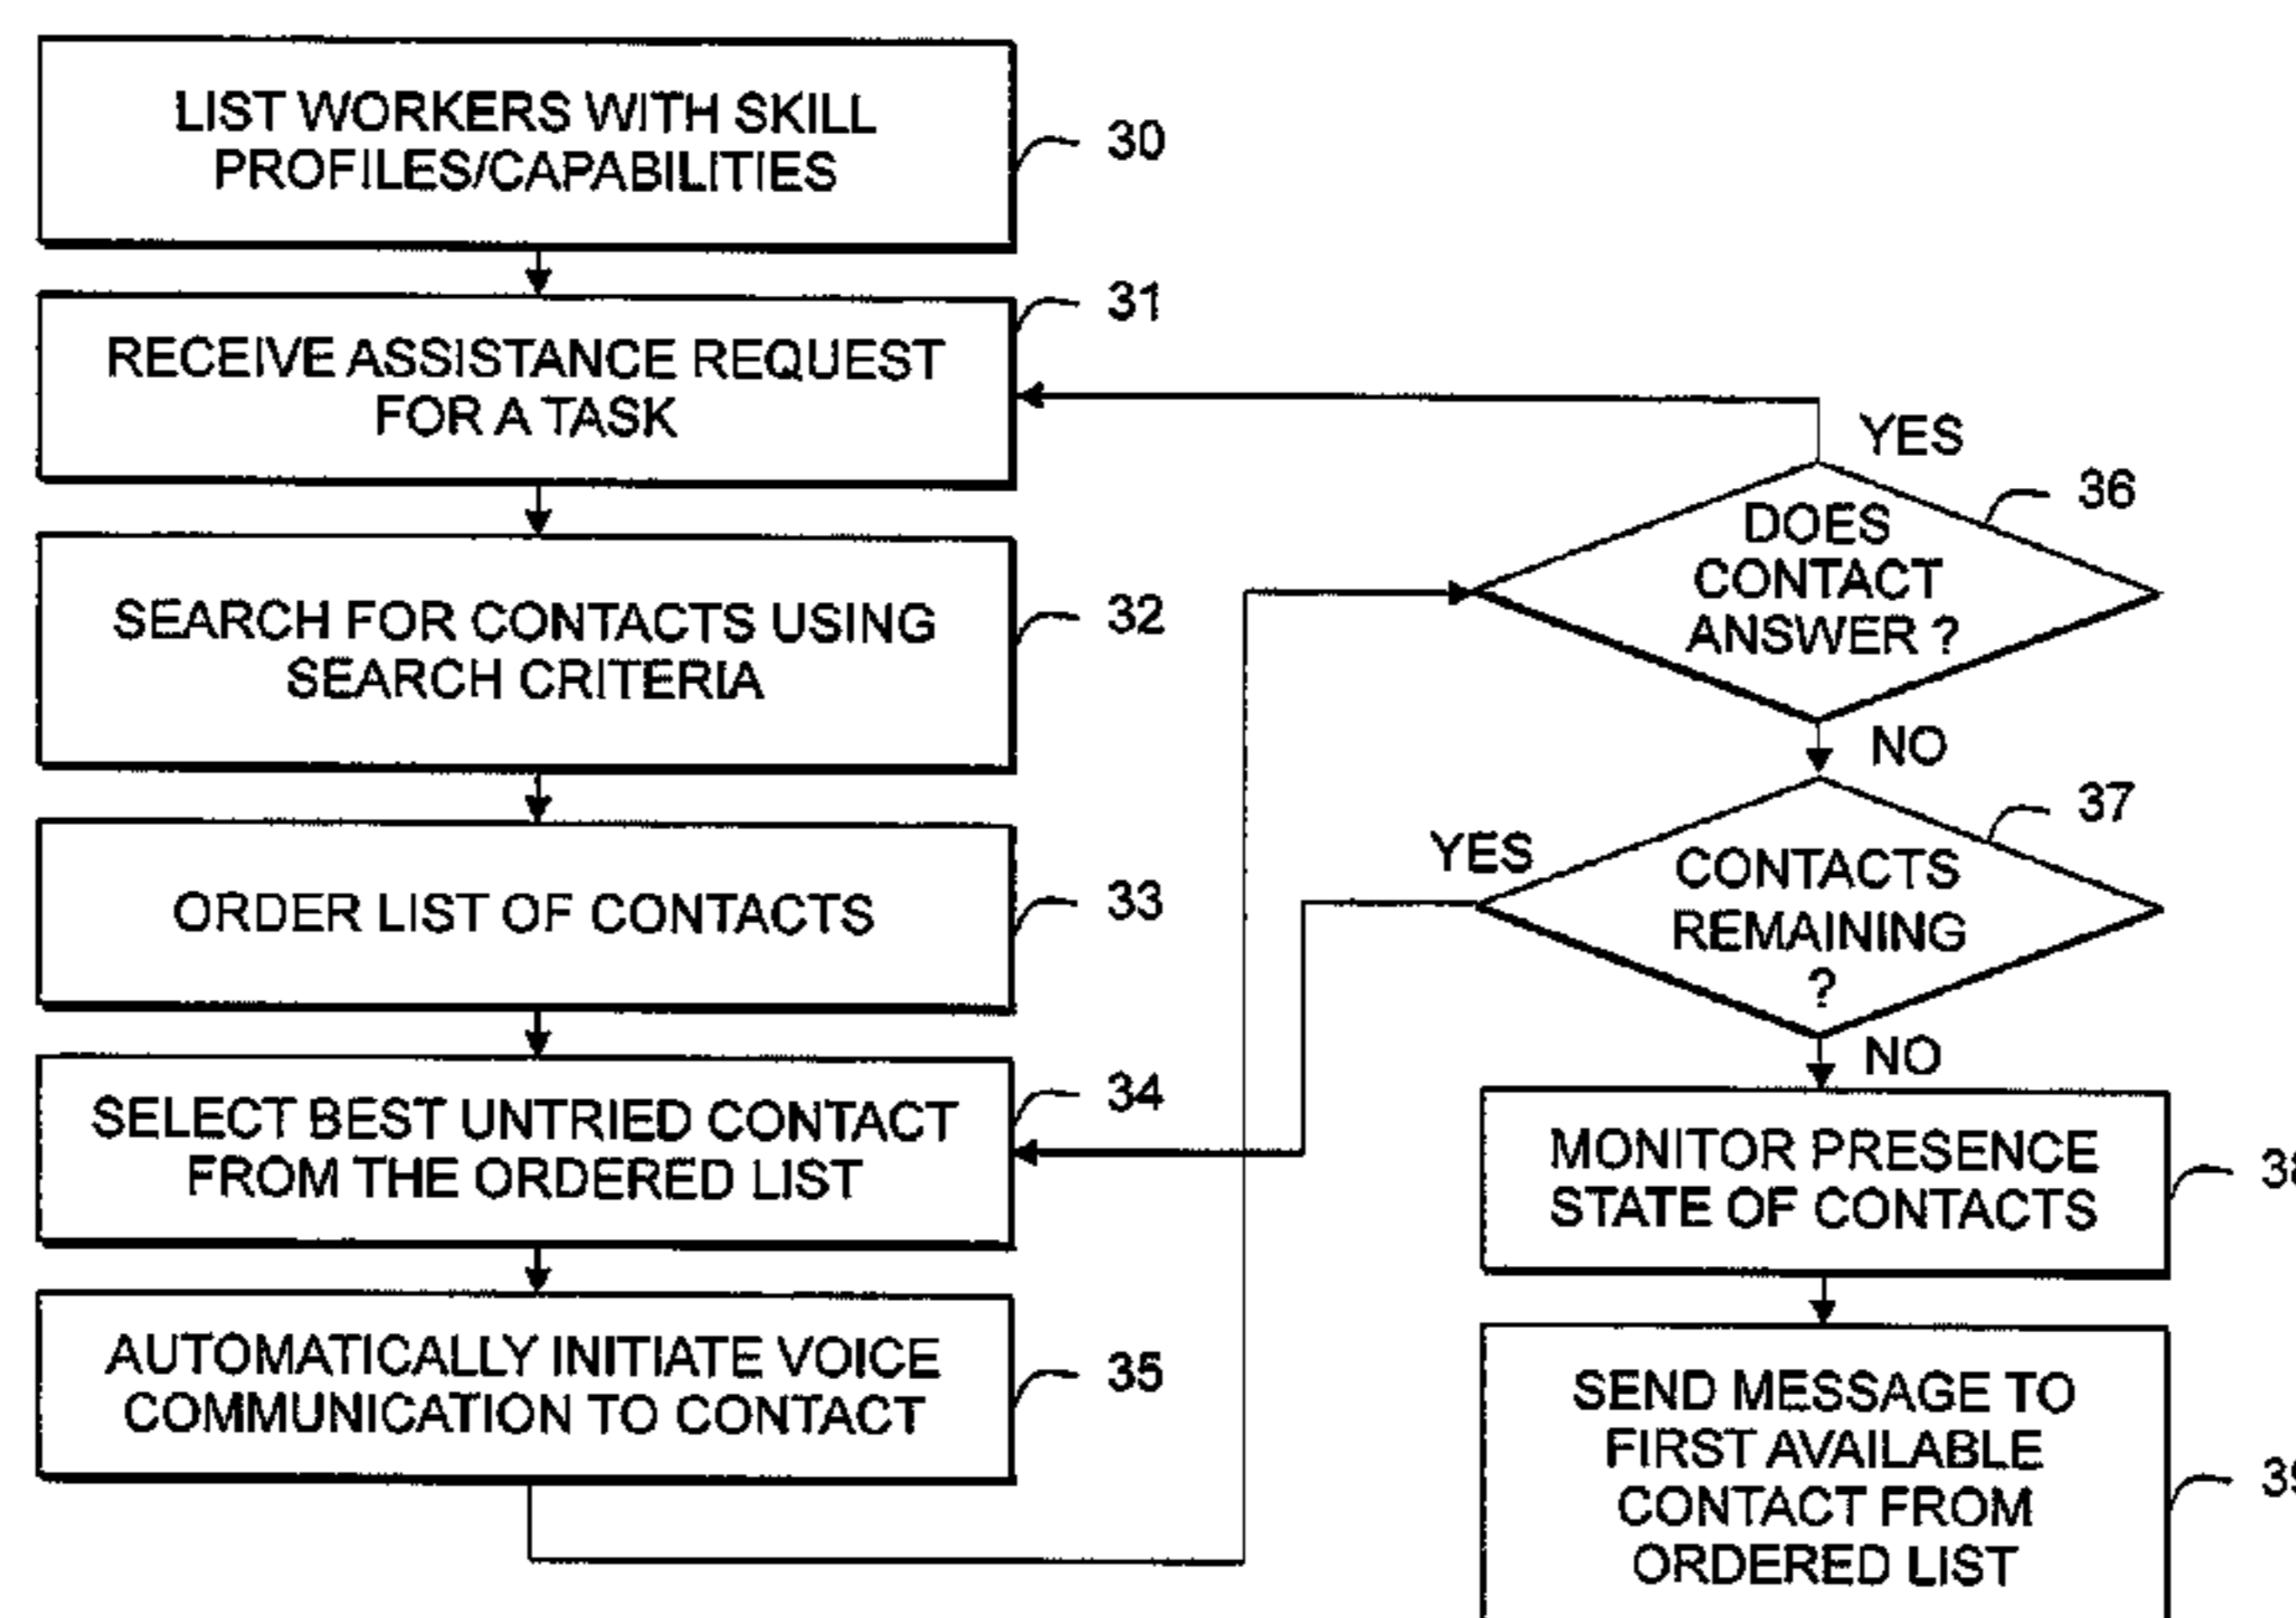 LIST WORKERS WITH SKILL
PROFILES/CAPABILITIES
30
RECEIVE ASSISTANCE REQUEST
FOR A TASK
31
SEARCH FOR CONTACTS USING
SEARCH CRITERIA
32
ORDER LIST OF CONTACTS
33
SELECT BEST UNTRIED CONTACT
FROM THE ORDERED LIST
34
AUTOMATICALLY INITIATE VOICE
COMMUNICATION TO CONTACT
35
YES
36
DOES
CONTACT
ANSWER ?
NO
37
YES
CONTACTS
REMAINING
?
NO
MONITOR PRESENCE
STATE OF CONTACTS
38
SEND MESSAGE TO
FIRST AVAILABLE
CONTACT FROM
ORDERED LIST
39